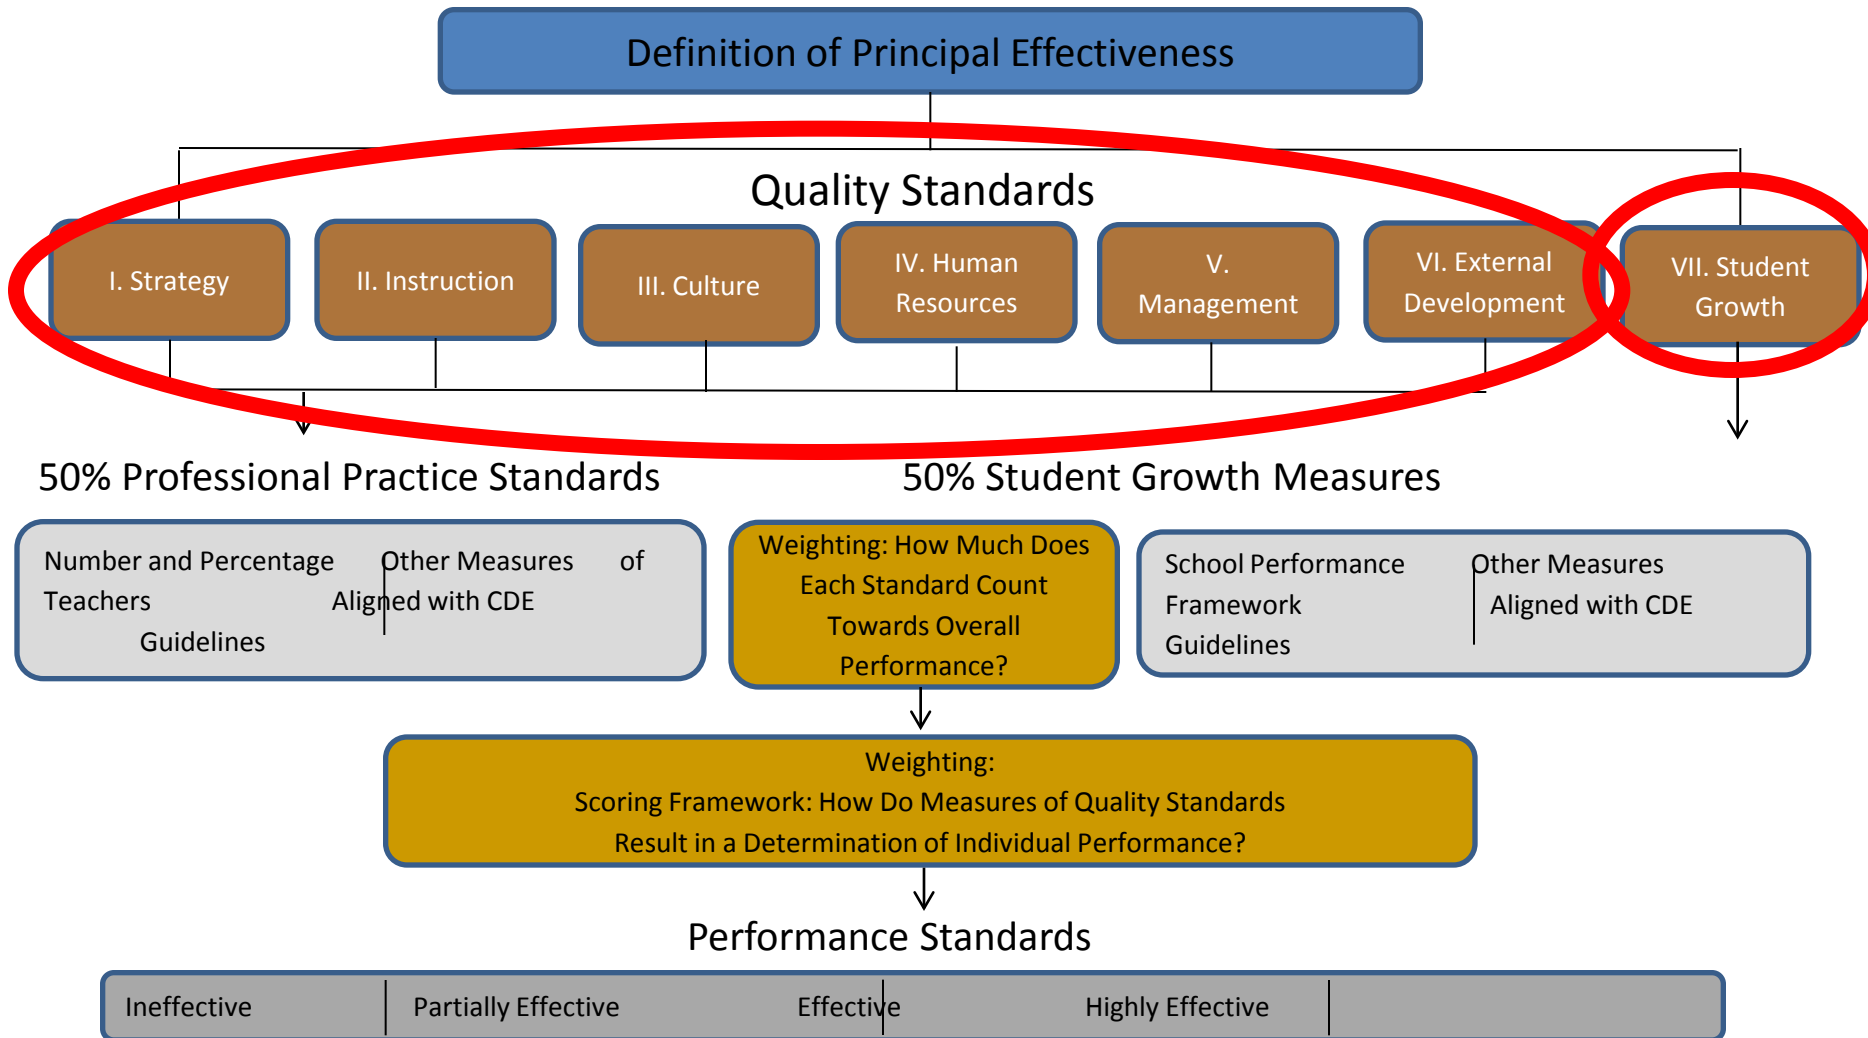 Definition of Principal Effectiveness
Quality Standards
I. Strategy
II. Instruction
III. Culture
IV. Human
Resources
V.
Management
VI. External
Development
VII. Student
Growth
50% Professional Practice Standards
50% Student Growth Measures
Number and Percentage Other Measures of
Teachers Aligned with CDE
Guidelines
Weighting: How Much Does
Each Standard Count
Towards Overall
Performance?
School Performance Other Measures
Framework Aligned with CDE
Guidelines
Weighting:
Scoring Framework: How Do Measures of Quality Standards
Result in a Determination of Individual Performance?
Performance Standards
Ineffective Partially Effective Effective Highly Effective